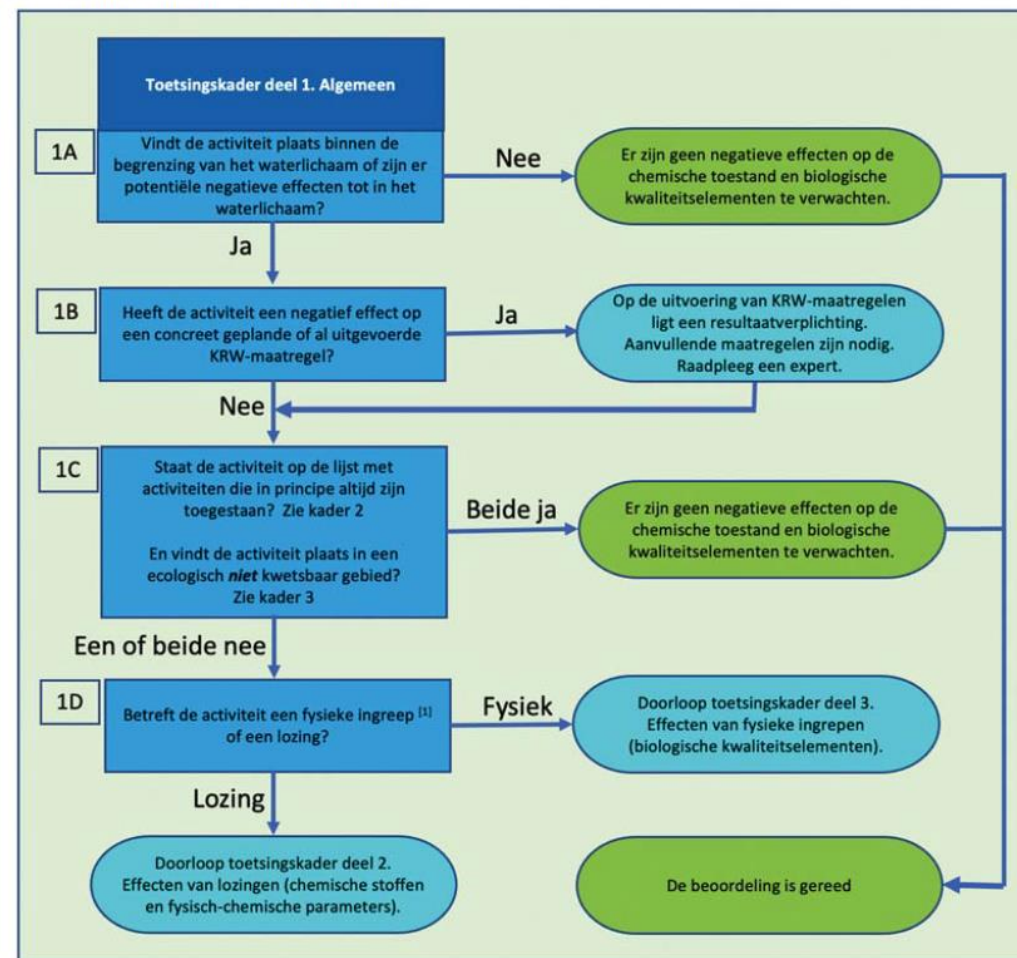 Toetsingskader deel 1. Algemeen
1A
Vindt de activiteit plaats binnen de
begrenzing van het waterlichaam of zijn er
potentiële negatieve effecten tot in het
waterlichaam?
Nee
Er zijn geen negatieve effecten op de
chemische toestand en biologische
kwaliteitselementen te verwachten.
Ja
1B
Heeft de activiteit een negatief effect op
een concreet geplande of al uitgevoerde
KRW-maatregel?
Ja
Op de uitvoering van KRW-maatregelen
ligt een resultaatverplichting.
Aanvullende maatregelen zijn nodig.
Raadpleeg een expert.
Nee
1C
Staat de activiteit op de lijst met
activiteiten die in principe altijd zijn
toegestaan? Zie kader 2
En vindt de activiteit plaats in een
ecologisch niet kwetsbaar gebied?
Zie kader 3
Beide ja
Er zijn geen negatieve effecten op de
chemische toestand en biologische
kwaliteitselementen te verwachten.
Een of beide nee
1D
Betreft de activiteit een fysieke ingreep [1]
of een lozing?
Fysiek
Doorloop toetsingskader deel 3.
Effecten van fysieke ingrepen
(biologische kwaliteitselementen).
Lozing
Doorloop toetsingskader deel 2.
Effecten van lozingen (chemische stoffen
en fysisch-chemische parameters).
De beoordeling is gereed